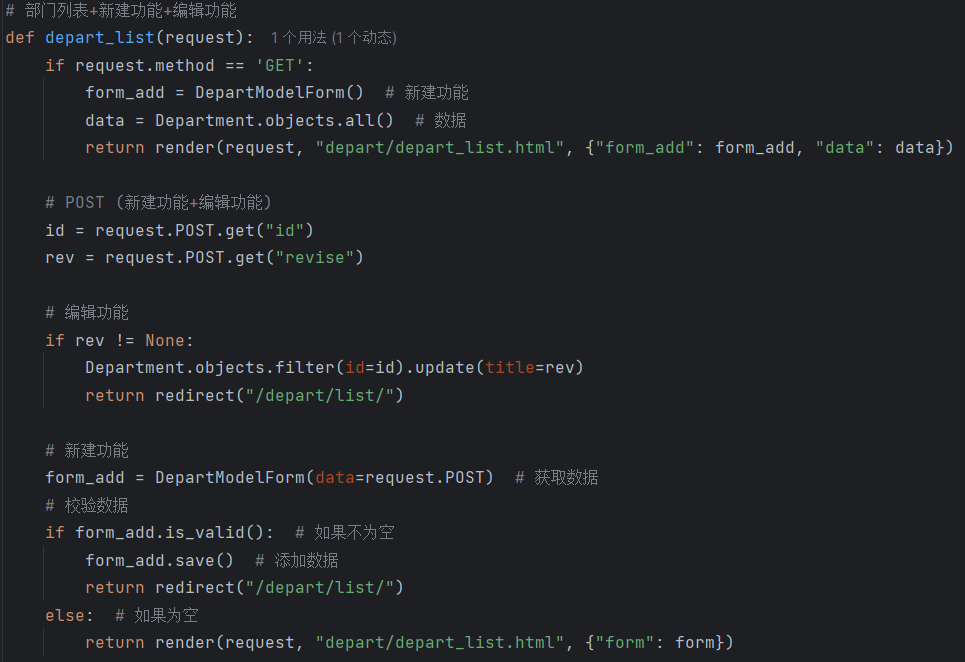 # 部门列表+新建功能+编辑功能
def depart_list(request):  1个用法 (1个动态)
    if request.method == 'GET':
        form_add = DepartModelForm()  # 新建功能
        data = Department.objects.all()  # 数据
        return render(request, "depart/depart_list.html", {"form_add": form_add, "data": data})

    # POST (新建功能+编辑功能)
    id = request.POST.get("id")
    rev = request.POST.get("revise")

    # 编辑功能
    if rev != None:
        Department.objects.filter(id=id).update(title=rev)
        return redirect("/depart/list/")

    # 新建功能
    form_add = DepartModelForm(data=request.POST)  # 获取数据
    # 校验数据
    if form_add.is_valid():  # 如果不为空
        form_add.save()  # 添加数据
        return redirect("/depart/list/")
    else:  # 如果为空
        return render(request, "depart/depart_list.html", {"form": form})